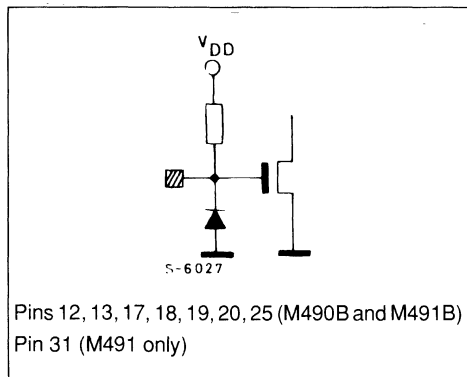 VDD
S-6027
Pins 12, 13, 17, 18, 19, 20, 25 (M490B and M491B)
Pin 31 (M491 only)